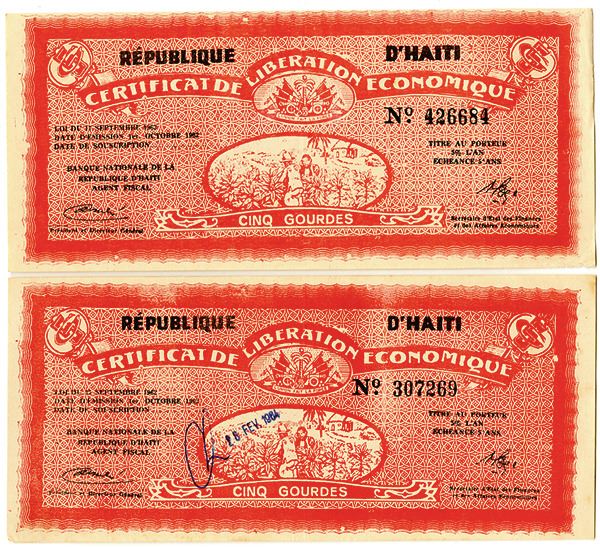 RÉPUBLIQUE D'HAITI
CERTIFICAT DE LIBERATION ECONOMIQUE
Nº 426684
LOI DU 17 SEPTEMBRE 1962
DATE D'EMISSION 1er. OCTOBRE 1962
DATE DE SOUSCRIPTION
BANQUE NATIONALE DE LA
REPUBLIQUE D'HAITI
AGENT FISCAL
TITRE AU PORTEUR
5% L'AN
ECHEANCE 5 ANS
CINQ GOURDES
Président et Directeur Général
Secrétaire d'Etat des Finances
et des Affaires Economiques
RÉPUBLIQUE D'HAITI
CERTIFICAT DE LIBERATION ECONOMIQUE
Nº 307269
LOI DU 17 SEPTEMBRE 1962
DATE D'EMISSION 1er. OCTOBRE 1962
DATE DE SOUSCRIPTION
BANQUE NATIONALE DE LA
REPUBLIQUE D'HAITI
AGENT FISCAL
TITRE AU PORTEUR
5% L'AN
ECHEANCE 5 ANS
26 FEV. 1964
CINQ GOURDES
Président et Directeur Général
Secrétaire d'Etat des Finances
et des Affaires Economiques